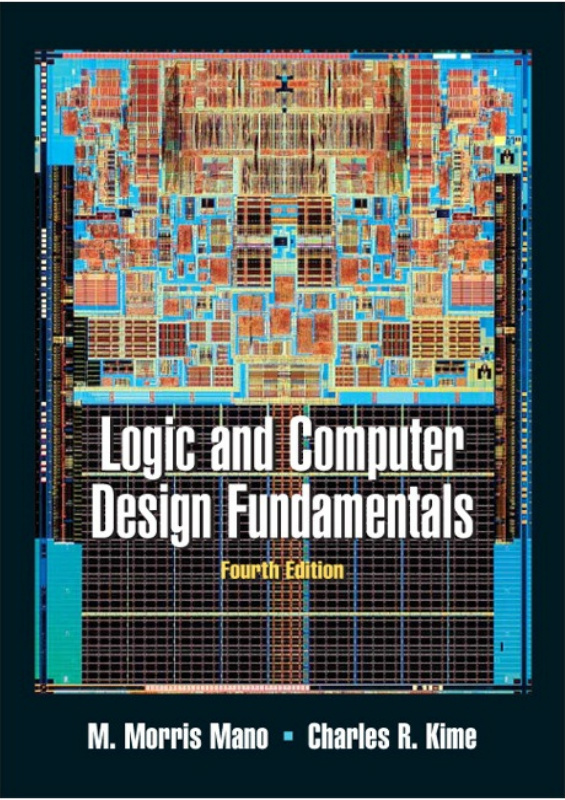 Logic and Computer
Design Fundamentals
Fourth Edition
M. Morris Mano ▪ Charles R. Kime